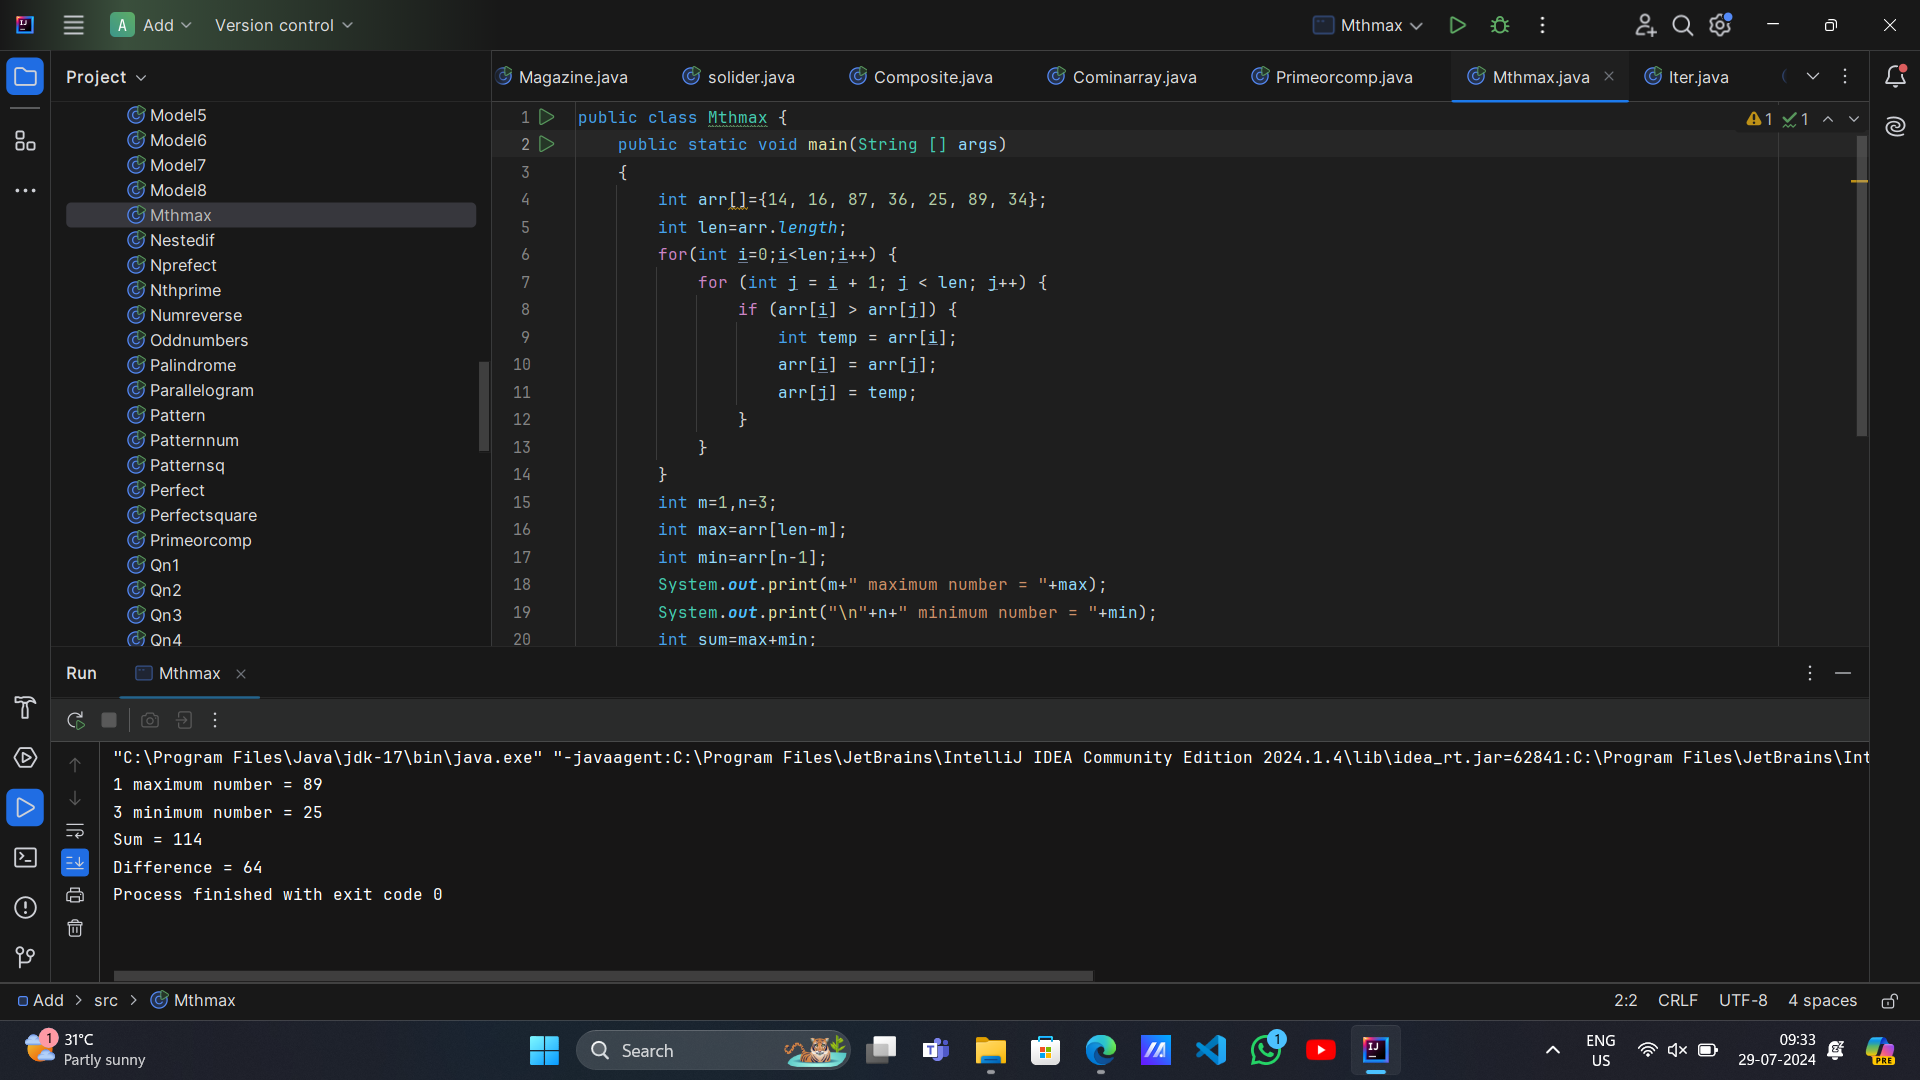 A Add Version control Mthmax
Project
Magazine.java solider.java Composite.java Cominarray.java Primeorcomp.java Mthmax.java Iter.java
Model5
Model6
Model7
Model8
Mthmax
Nestedif
Nprefect
Nthprime
Numreverse
Oddnumbers
Palindrome
Parallelogram
Pattern
Patternnum
Patternsq
Perfect
Perfectsquare
Primeorcomp
Qn1
Qn2
Qn3
Qn4
1 public class Mthmax {
2 public static void main(String [] args)
3 {
4 int arr[]={14, 16, 87, 36, 25, 89, 34};
5 int len=arr.length;
6 for(int i=0;i<len;i++) {
7 for (int j = i + 1; j < len; j++) {
8 if (arr[i] > arr[j]) {
9 int temp = arr[i];
10 arr[i] = arr[j];
11 arr[j] = temp;
12 }
13 }
14 }
15 int m=1,n=3;
16 int max=arr[len-m];
17 int min=arr[n-1];
18 System.out.print(m+" maximum number = "+max);
19 System.out.print("\n"+n+" minimum number = "+min);
20 int sum=max+min;
1 1
Run Mthmax
"C:\Program Files\Java\jdk-17\bin\java.exe" "-javaagent:C:\Program Files\JetBrains\IntelliJ IDEA Community Edition 2024.1.4\lib\idea_rt.jar=62841:C:\Program Files\JetBrains\Int
1 maximum number = 89
3 minimum number = 25
Sum = 114
Difference = 64
Process finished with exit code 0
Add > src > Mthmax
2:2 CRLF UTF-8 4 spaces
1
31°C
Partly sunny
Search
1
ENG
US
09:33
29-07-2024
PRE